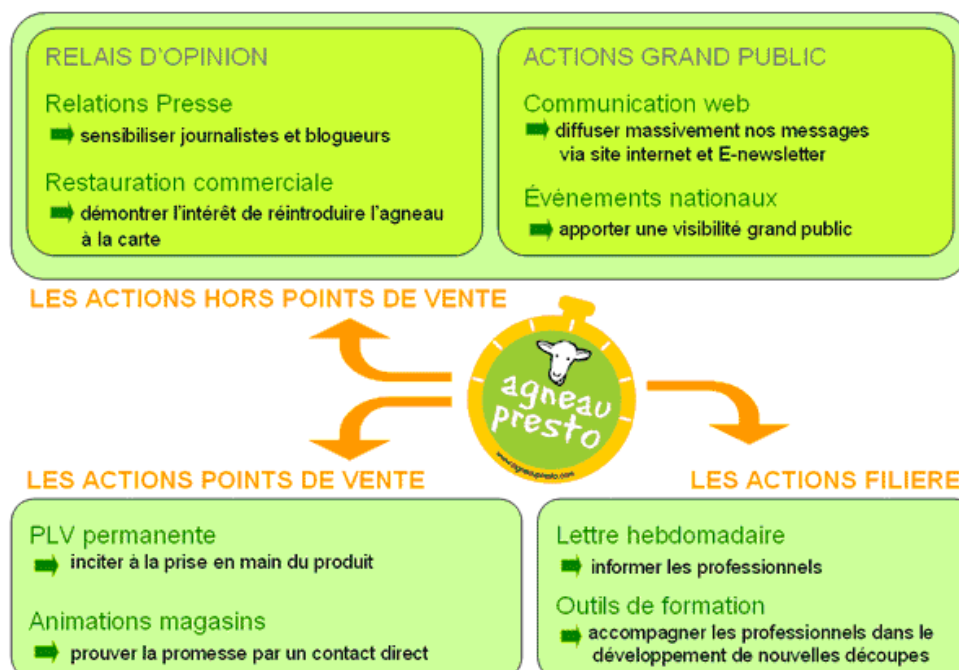 RELAIS D'OPINION
Relations Presse
sensibiliser journalistes et blogueurs
Restauration commerciale
démontrer l'intérêt de réintroduire l'agneau
à la carte
ACTIONS GRAND PUBLIC
Communication web
diffuser massivement nos messages
via site internet et E-newsletter
Évènements nationaux
apporter une visibilité grand public
LES ACTIONS HORS POINTS DE VENTE
agneau
presto
www.agneaupresto.com
LES ACTIONS POINTS DE VENTE
PLV permanente
inciter à la prise en main du produit
Animations magasins
prouver la promesse par un contact direct
LES ACTIONS FILIERE
Lettre hebdomadaire
informer les professionnels
Outils de formation
accompagner les professionnels dans le
développement de nouvelles découpes